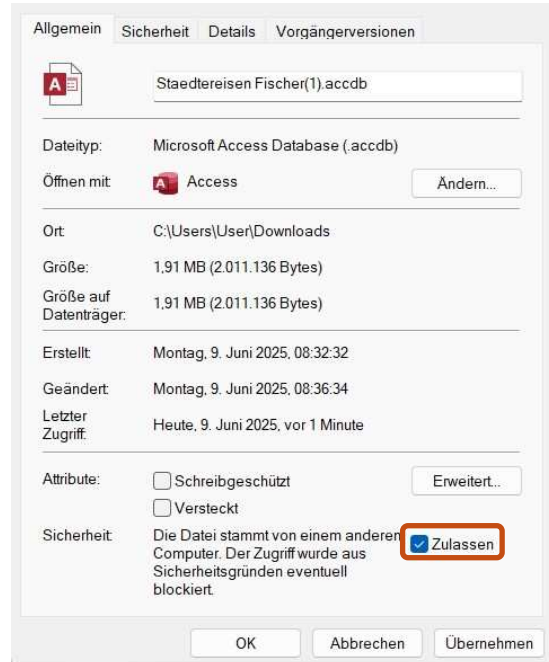 Allgemein Sicherheit Details Vorgängerversionen
A
Staedtereisen Fischer(1).accdb
Dateityp: Microsoft Access Database (.accdb)
Öffnen mit: A Access Ändern...
Ort: C:\Users\User\Downloads
Größe: 1,91 MB (2.011.136 Bytes)
Größe auf
Datenträger: 1,91 MB (2.011.136 Bytes)
Erstellt: Montag, 9. Juni 2025, 08:32:32
Geändert: Montag, 9. Juni 2025, 08:36:34
Letzter
Zugriff: Heute, 9. Juni 2025, vor 1 Minute
Attribute: Schreibgeschützt Erweitert...
Versteckt
Sicherheit: Die Datei stammt von einem anderen
Computer. Der Zugriff wurde aus Zulassen
Sicherheitsgründen eventuell
blockiert.
OK Abbrechen Übernehmen